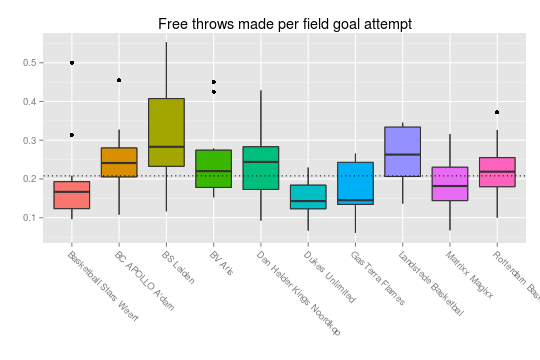 Free throws made per field goal attempt
0.5
0.4
0.3
0.2
0.1
Basketball Stars Weert
BC APOLLO A'dam
BS Leiden
BV Aris
Den Helder Kings Noordkop
Dukes Unlimited
GasTerra Flames
Landstede Basketbal
Matrixx Magixx
Rotterdam Bas